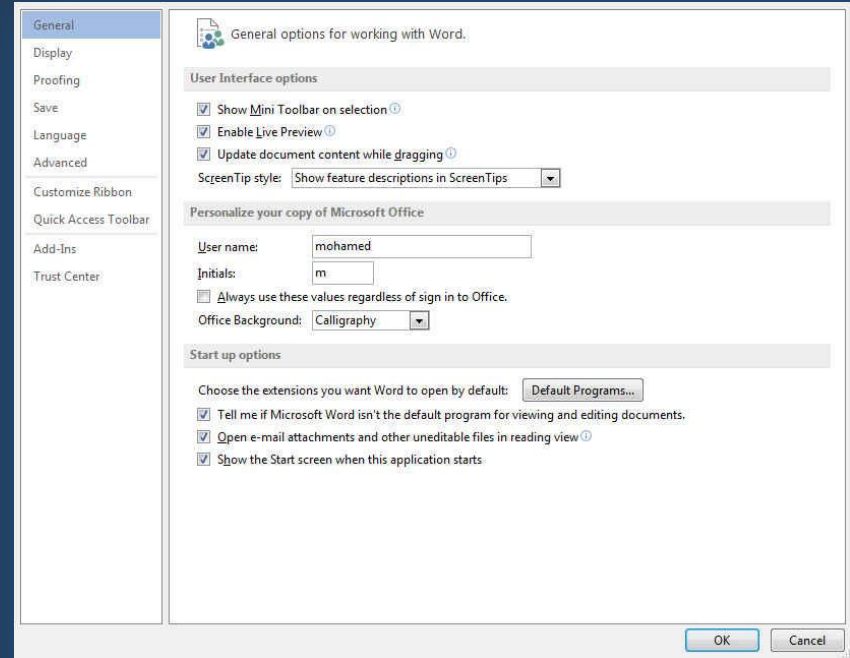 General
Display
Proofing
Save
Language
Advanced
Customize Ribbon
Quick Access Toolbar
Add-Ins
Trust Center
General options for working with Word.
User Interface options
Show Mini Toolbar on selection
Enable Live Preview
Update document content while dragging
ScreenTip style: Show feature descriptions in ScreenTips
Personalize your copy of Microsoft Office
User name: mohamed
Initials: m
Always use these values regardless of sign in to Office.
Office Background: Calligraphy
Start up options
Choose the extensions you want Word to open by default: Default Programs...
Tell me if Microsoft Word isn't the default program for viewing and editing documents.
Open e-mail attachments and other uneditable files in reading view
Show the Start screen when this application starts
OK Cancel